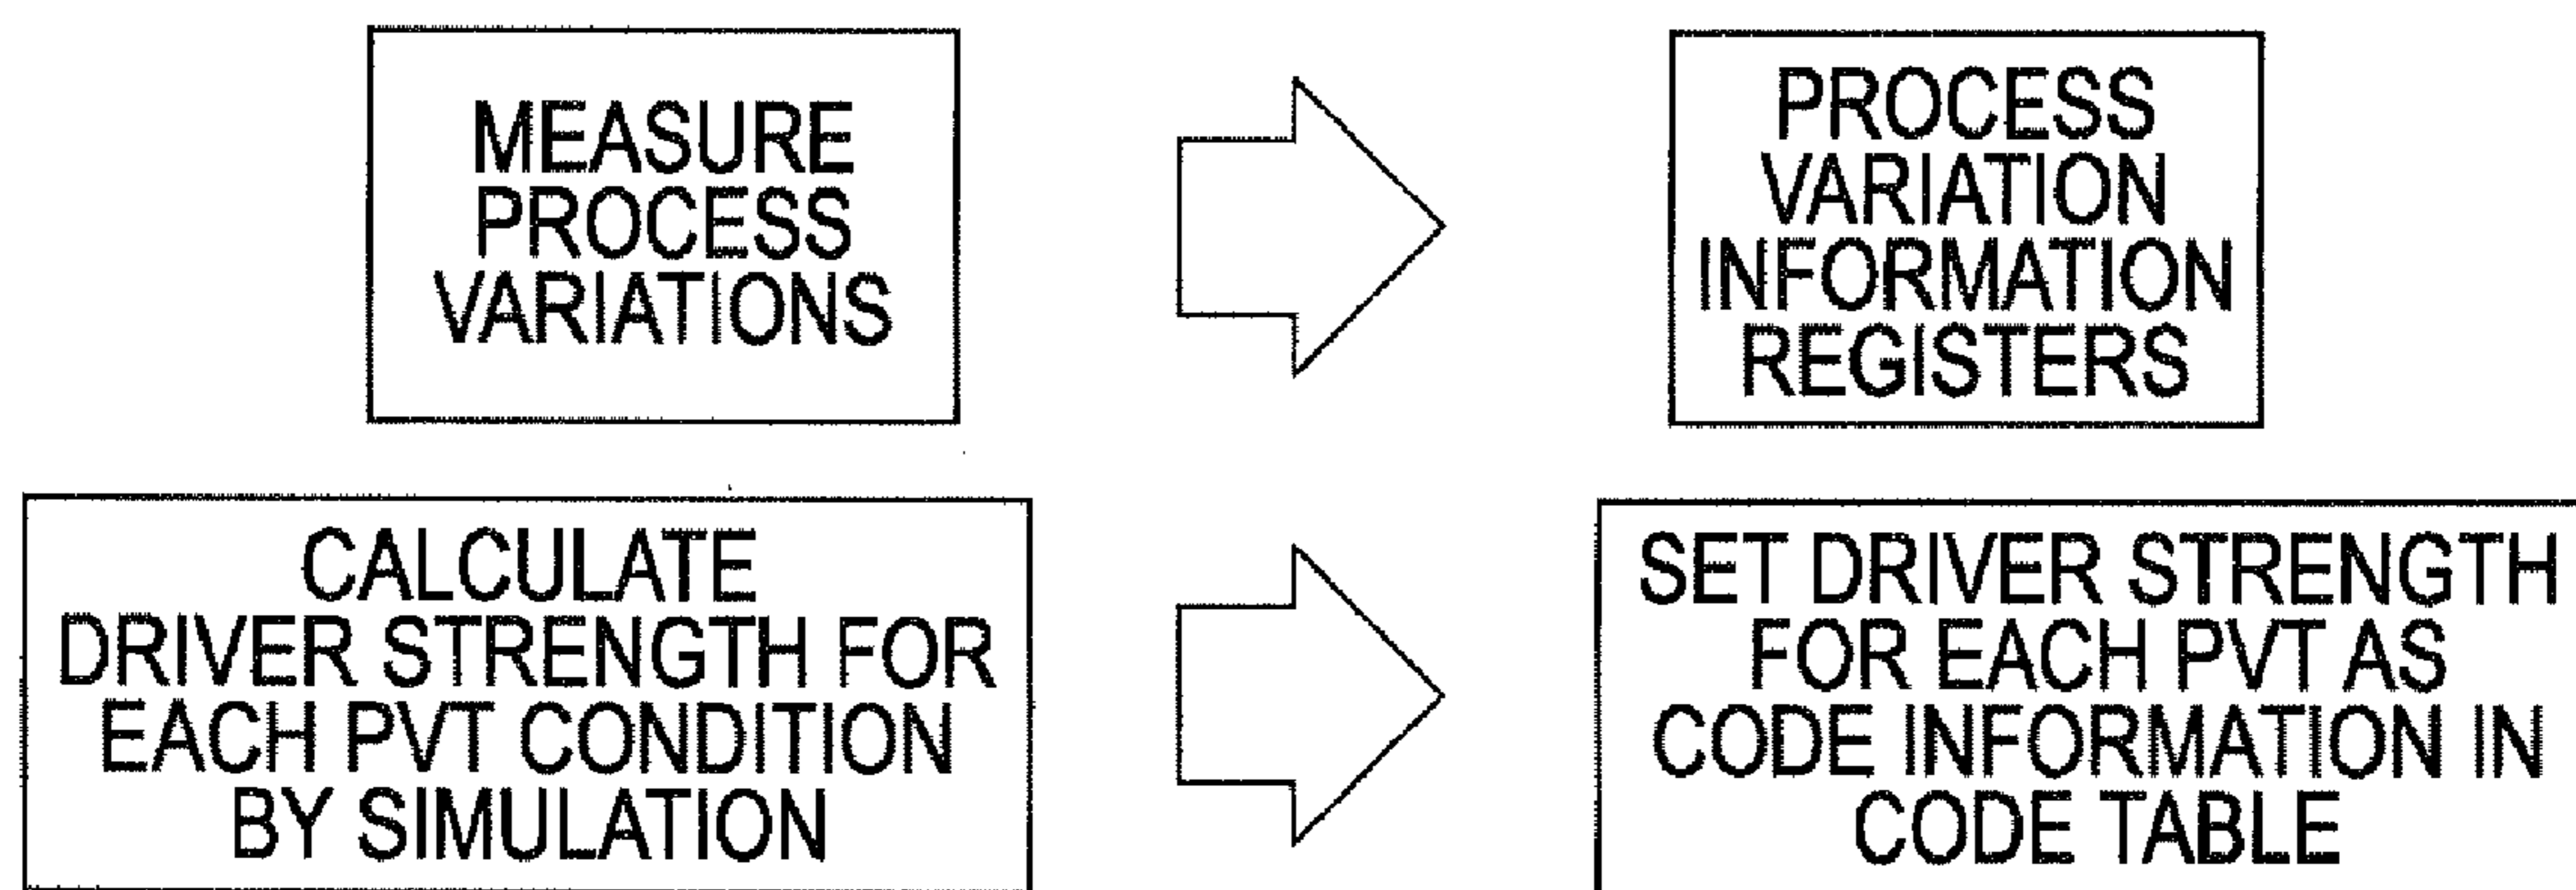 MEASURE
PROCESS
VARIATIONS
PROCESS
VARIATION
INFORMATION
REGISTERS
CALCULATE
DRIVER STRENGTH FOR
EACH PVT CONDITION
BY SIMULATION
SET DRIVER STRENGTH
FOR EACH PVT AS
CODE INFORMATION IN
CODE TABLE